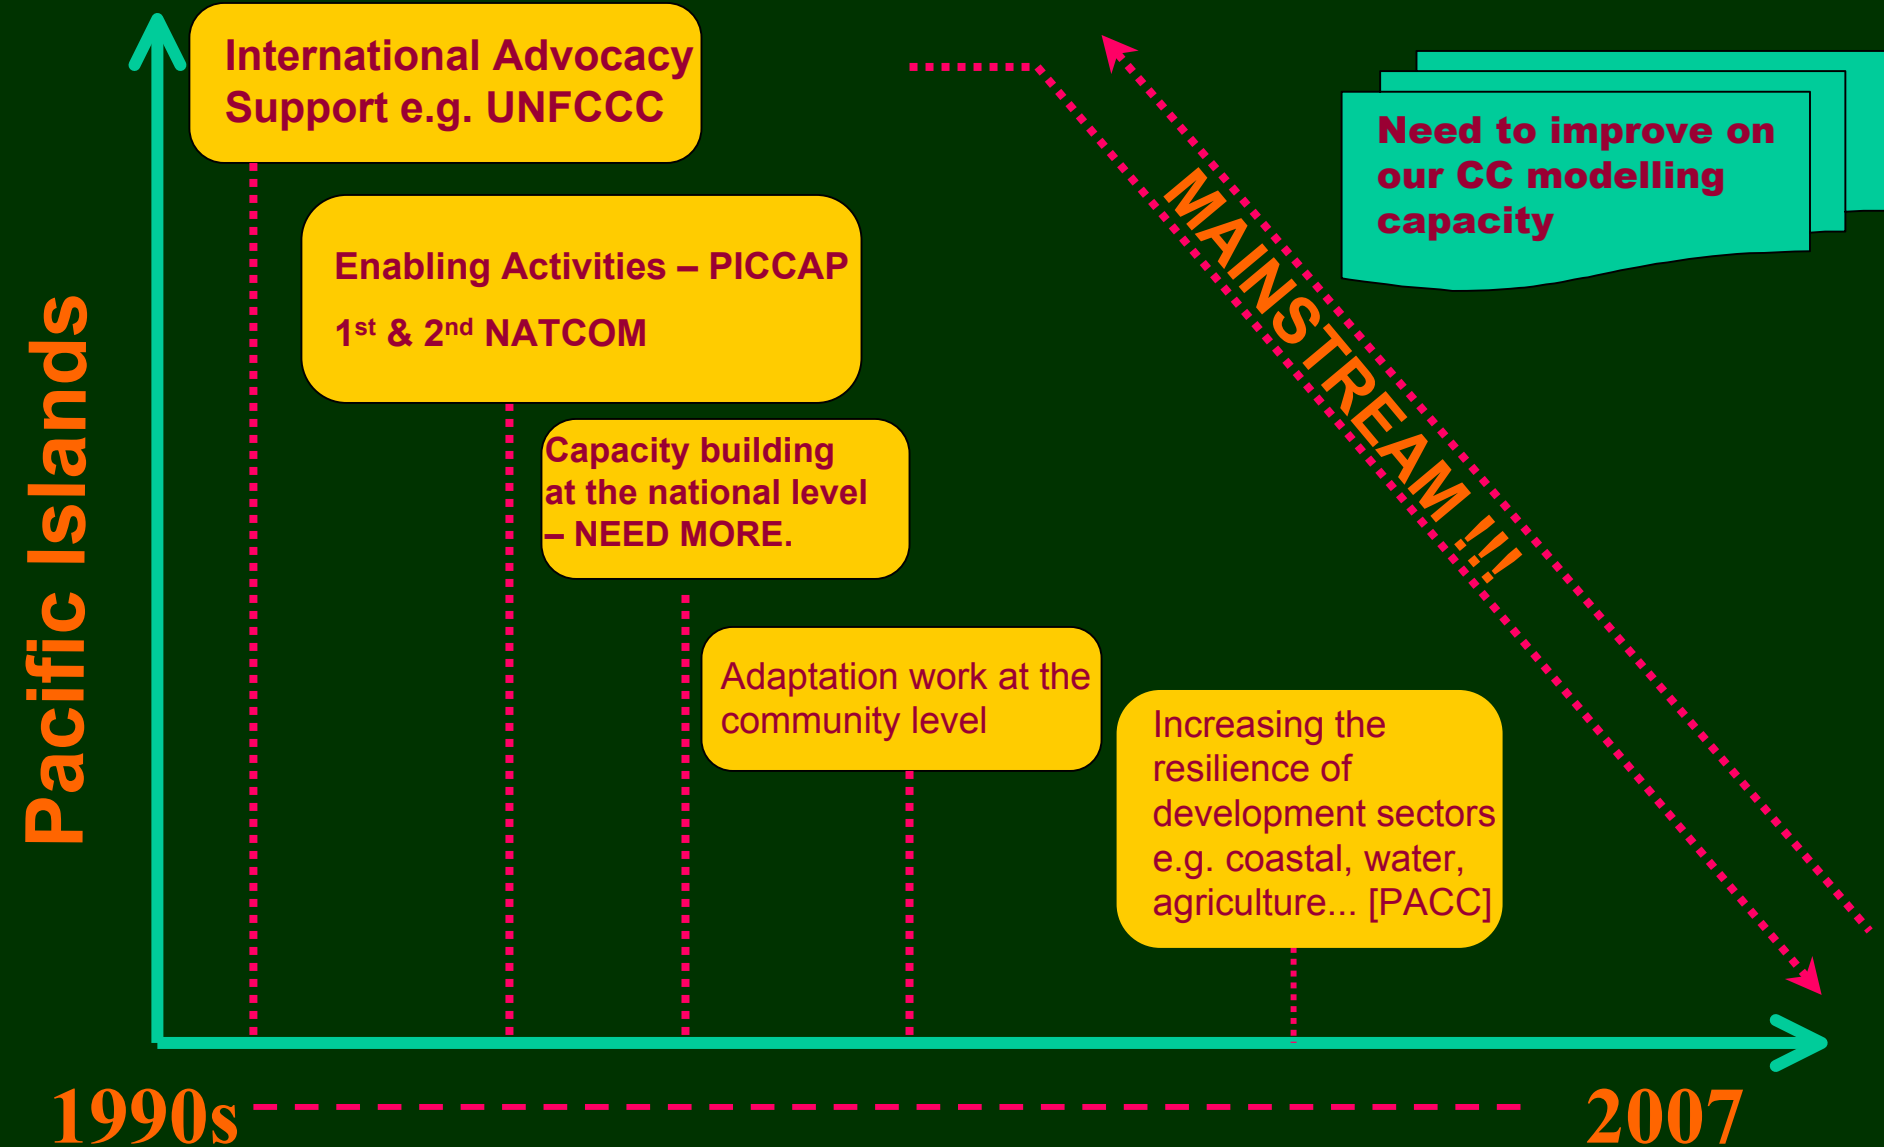 International Advocacy
Support e.g. UNFCCC
Enabling Activities – PICCAP
1st & 2nd NATCOM
Capacity building
at the national level
– NEED MORE.
Adaptation work at the
community level
Increasing the
resilience of
development sectors
e.g. coastal, water,
agriculture... [PACC]
MAINSTREAM !!!
Need to improve on
our CC modelling
capacity
Pacific Islands
1990s
2007